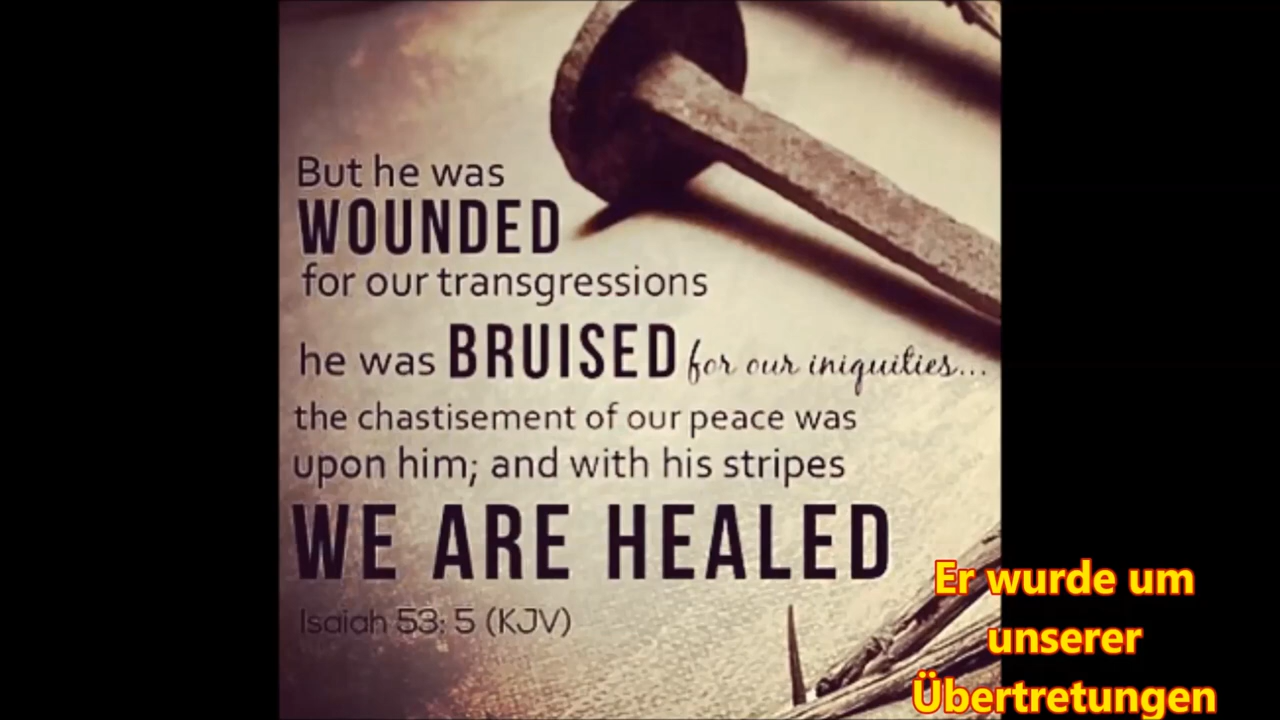 But he was
WOUNDED
for our transgressions
he was BRUISED for our iniquities...
the chastisement of our peace was
upon him; and with his stripes
WE ARE HEALED
Isaiah 53: 5 (KJV)
Er wurde um
unserer
Übertretungen